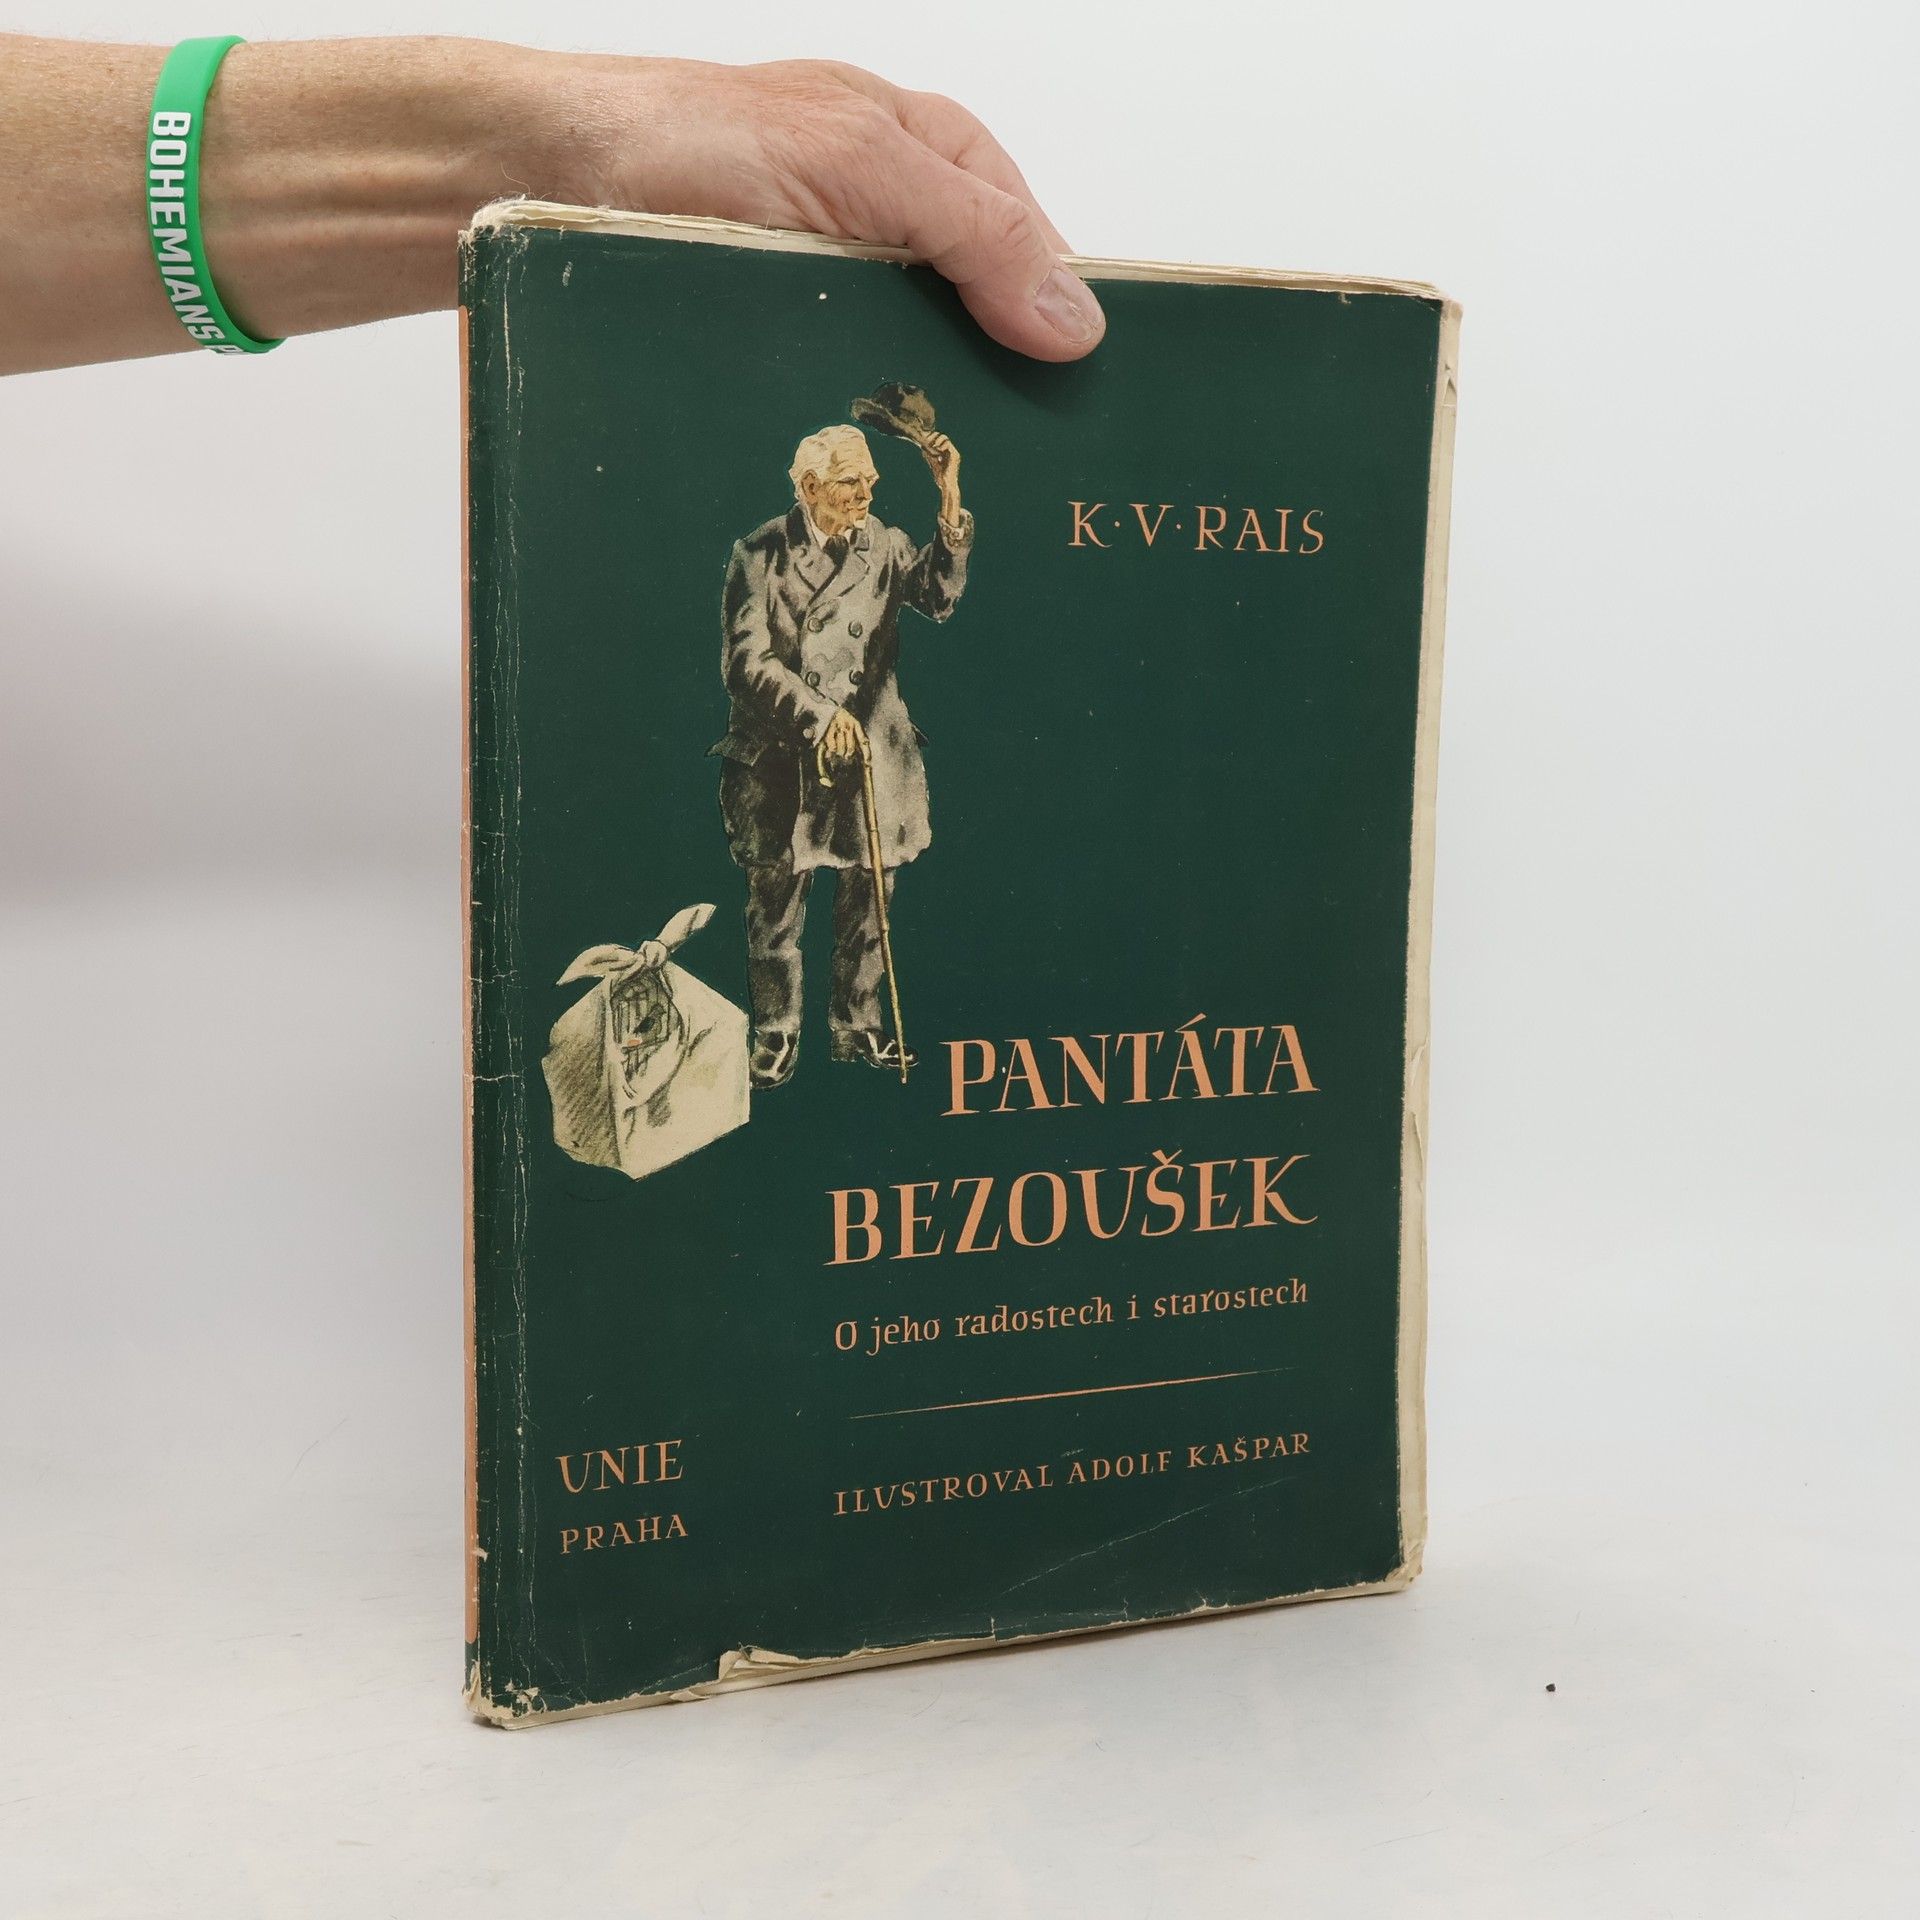 BOHEMIANS
K·V·RAIS
PANTÁTA
BEZOUŠEK
O jeho radostech i starostech
UNIE
PRAHA
ILUSTROVAL ADOLF KAŠPAR